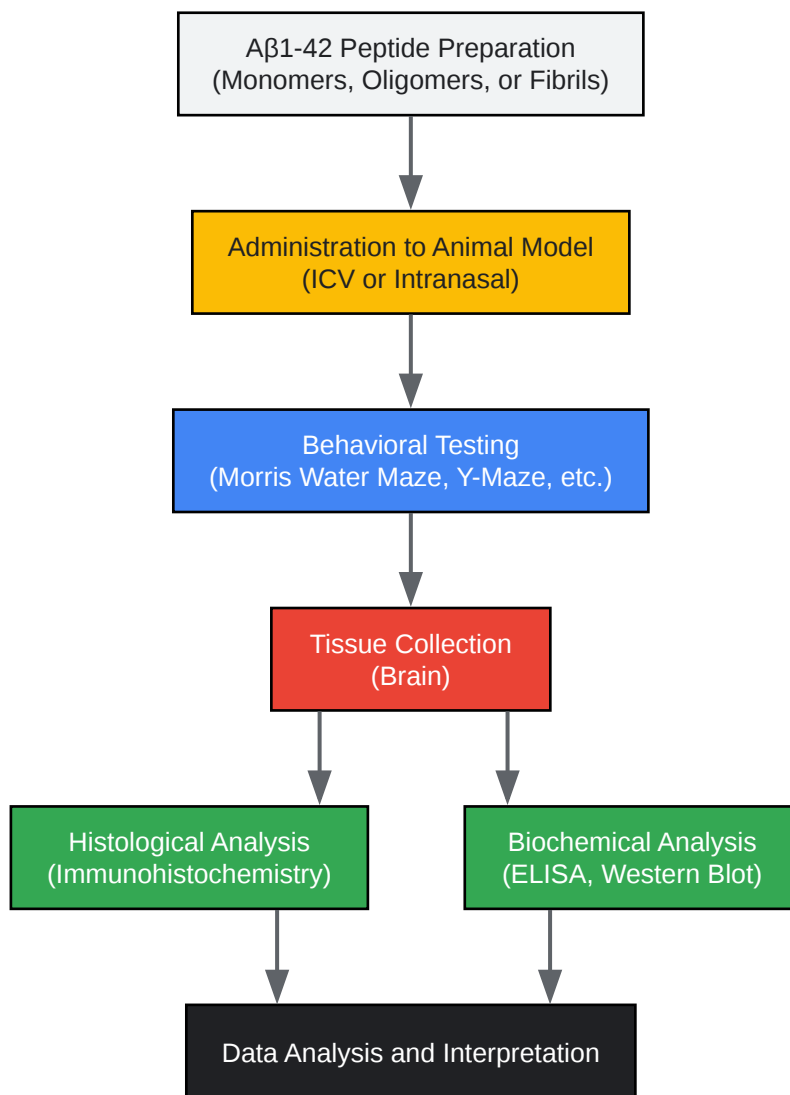 Aβ1-42 Peptide Preparation
(Monomers, Oligomers, or Fibrils)
Administration to Animal Model
(ICV or Intranasal)
Behavioral Testing
(Morris Water Maze, Y-Maze, etc.)
Tissue Collection
(Brain)
Histological Analysis
(Immunohistochemistry)
Biochemical Analysis
(ELISA, Western Blot)
Data Analysis and Interpretation